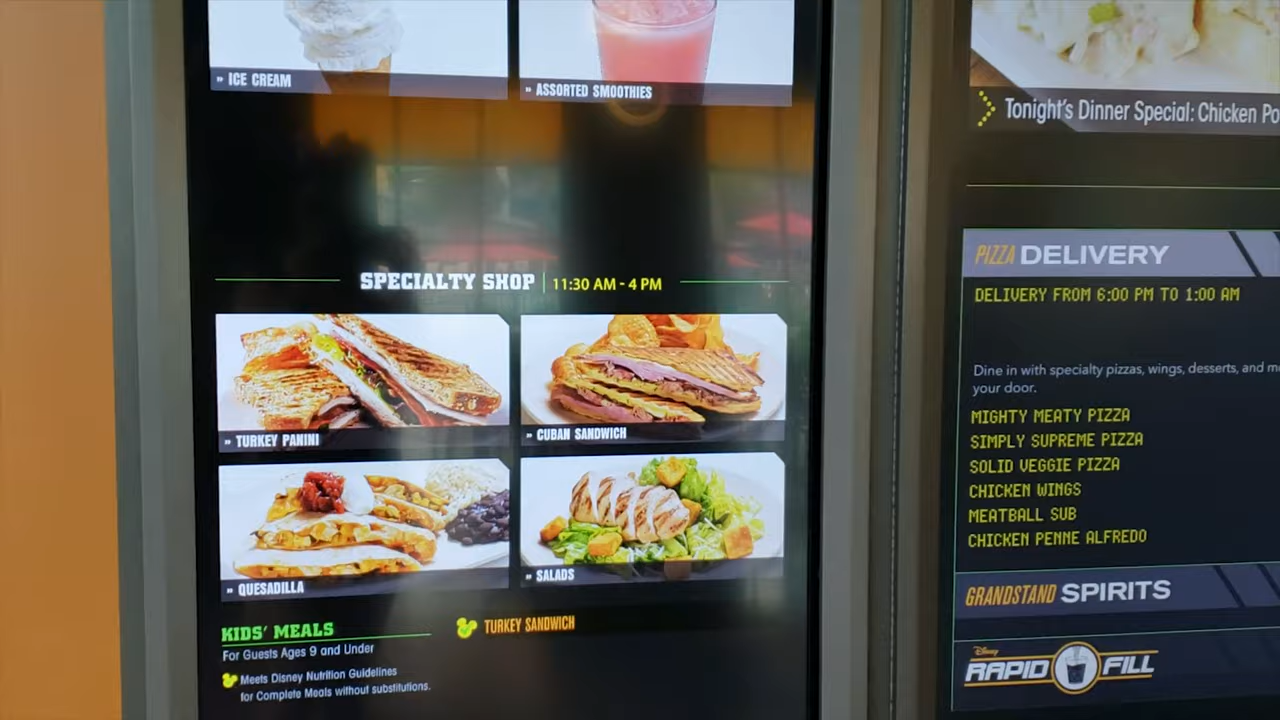 » ICE CREAM
» ASSORTED SMOOTHIES
SPECIALTY SHOP | 11:30 AM - 4 PM
» TURKEY PANINI
» CUBAN SANDWICH
» QUESADILLA
» SALADS
KIDS' MEALS
For Guests Ages 9 and Under
Meets Disney Nutrition Guidelines
for Complete Meals without substitutions.
TURKEY SANDWICH
Tonight's Dinner Special: Chicken Po
PIZZA DELIVERY
DELIVERY FROM 6:00 PM TO 1:00 AM
Dine in with specialty pizzas, wings, desserts, and m
your door.
MIGHTY MEATY PIZZA
SIMPLY SUPREME PIZZA
SOLID VEGGIE PIZZA
CHICKEN WINGS
MEATBALL SUB
CHICKEN PENNE ALFREDO
GRANDSTAND SPIRITS
Disney
RAPID FILL